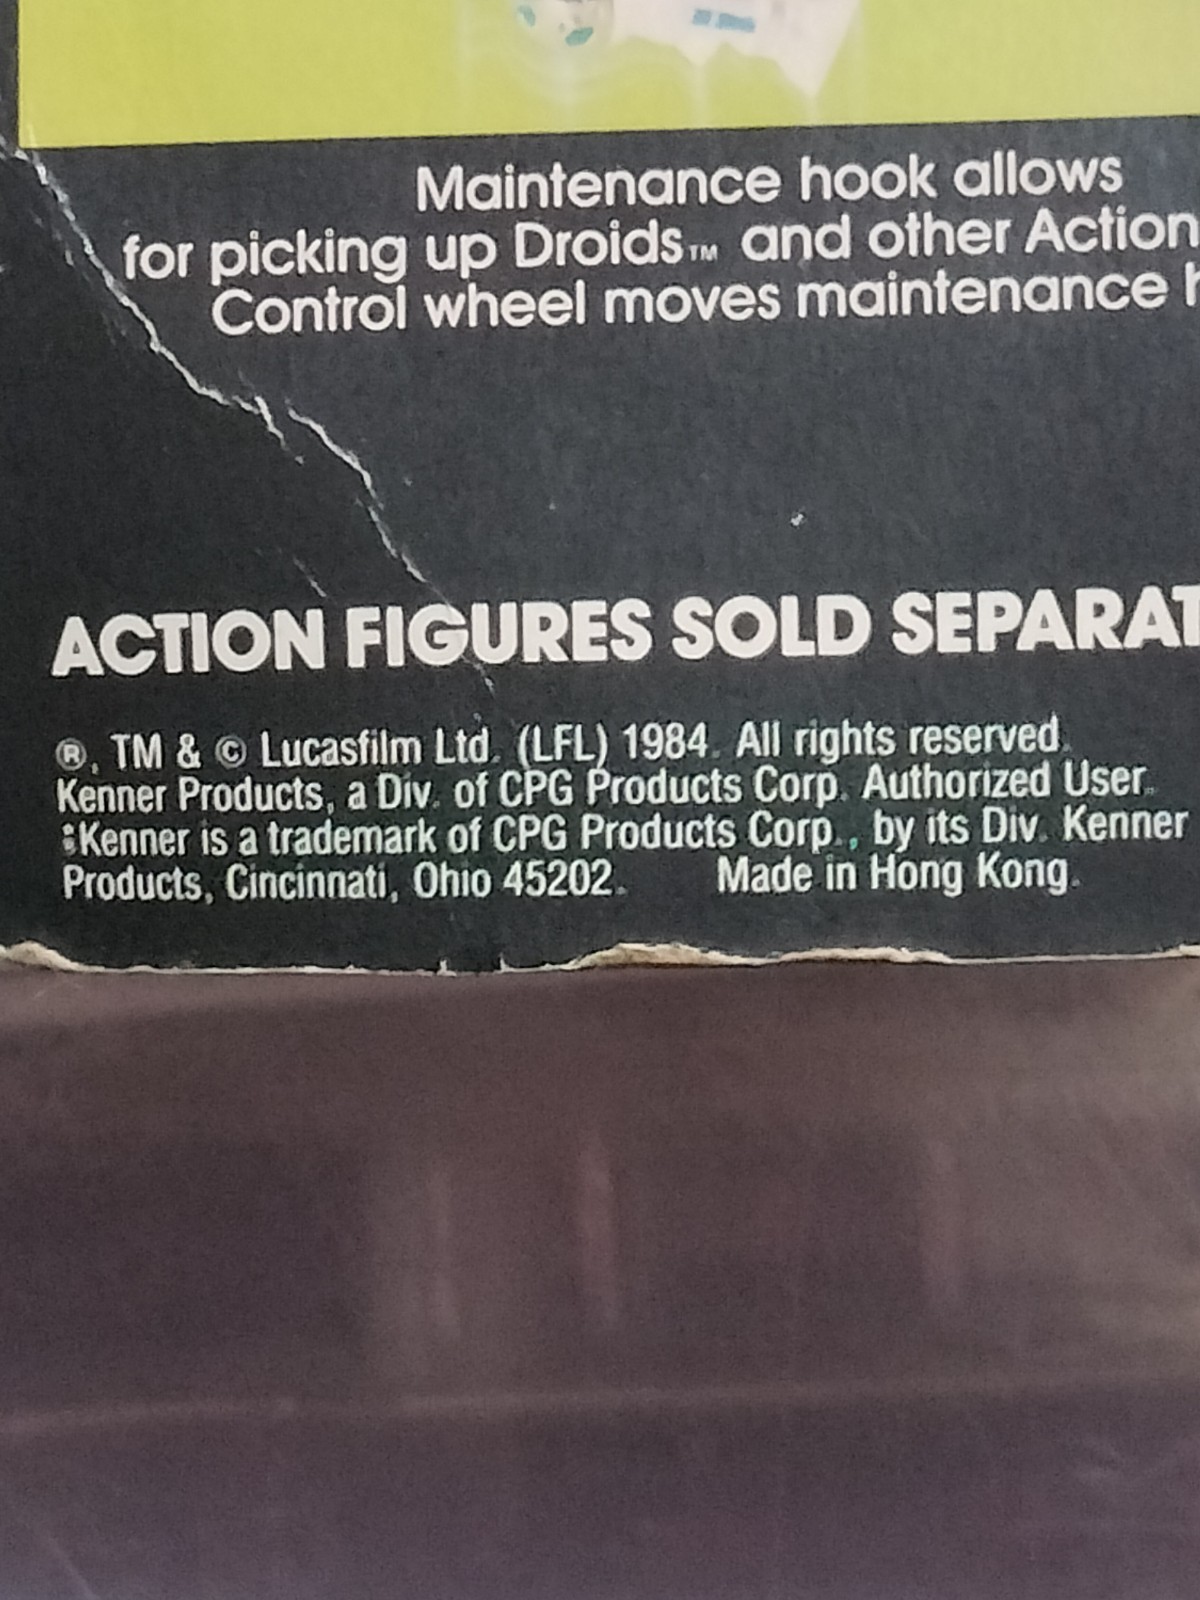 Maintenance hook allows
for picking up Droids™ and other Action
Control wheel moves maintenance
ACTION FIGURES SOLD SEPARAT
®, TM & © Lucasfilm Ltd. (LFL) 1984. All rights reserved.
Kenner Products, a Div. of CPG Products Corp. Authorized User.
Kenner is a trademark of CPG Products Corp., by its Div. Kenner
Products, Cincinnati, Ohio 45202. Made in Hong Kong.